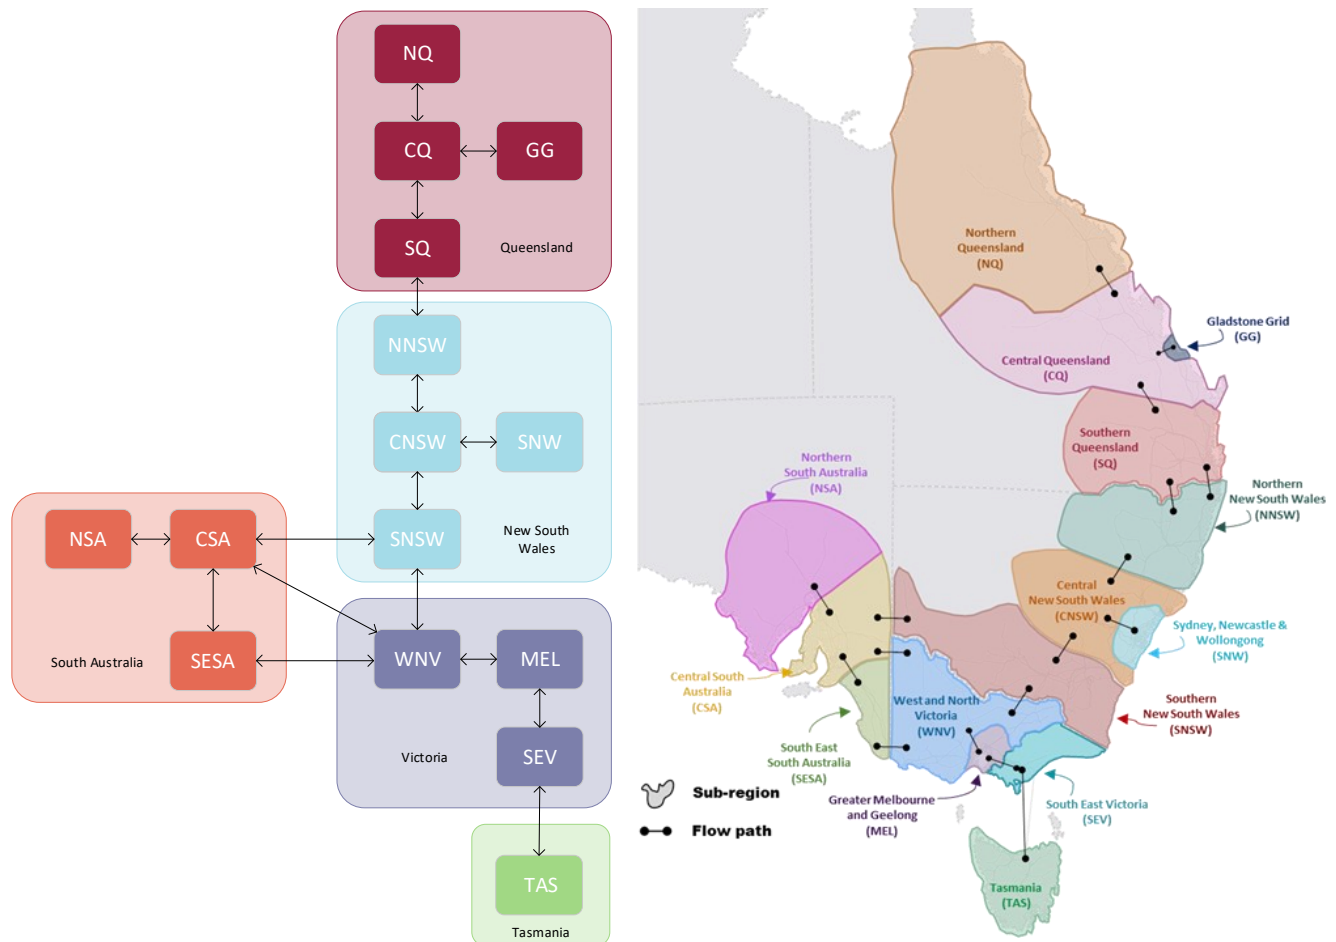 NQ
CQ
GG
SQ
Queensland
NNSW
CNSW
SNW
SNSW
New South
Wales
NSA
CSA
SESA
South Australia
WNV
MEL
SEV
Victoria
TAS
Tasmania
Northern
Queensland
(NQ)
Gladstone Grid
(GG)
Central Queensland
(CQ)
Southern
Queensland
(SQ)
Northern
South Australia
(NSA)
Northern
New South Wales
(NNSW)
Central
New South Wales
(CNSW)
Sydney, Newcastle &
Wollongong
(SNW)
Central South
Australia
(CSA)
West and North
Victoria
(WNV)
Southern
New South Wales
(SNSW)
South East
South Australia
(SESA)
Greater Melbourne
and Geelong
(MEL)
South East Victoria
(SEV)
Sub-region
Flow path
Tasmania
(TAS)